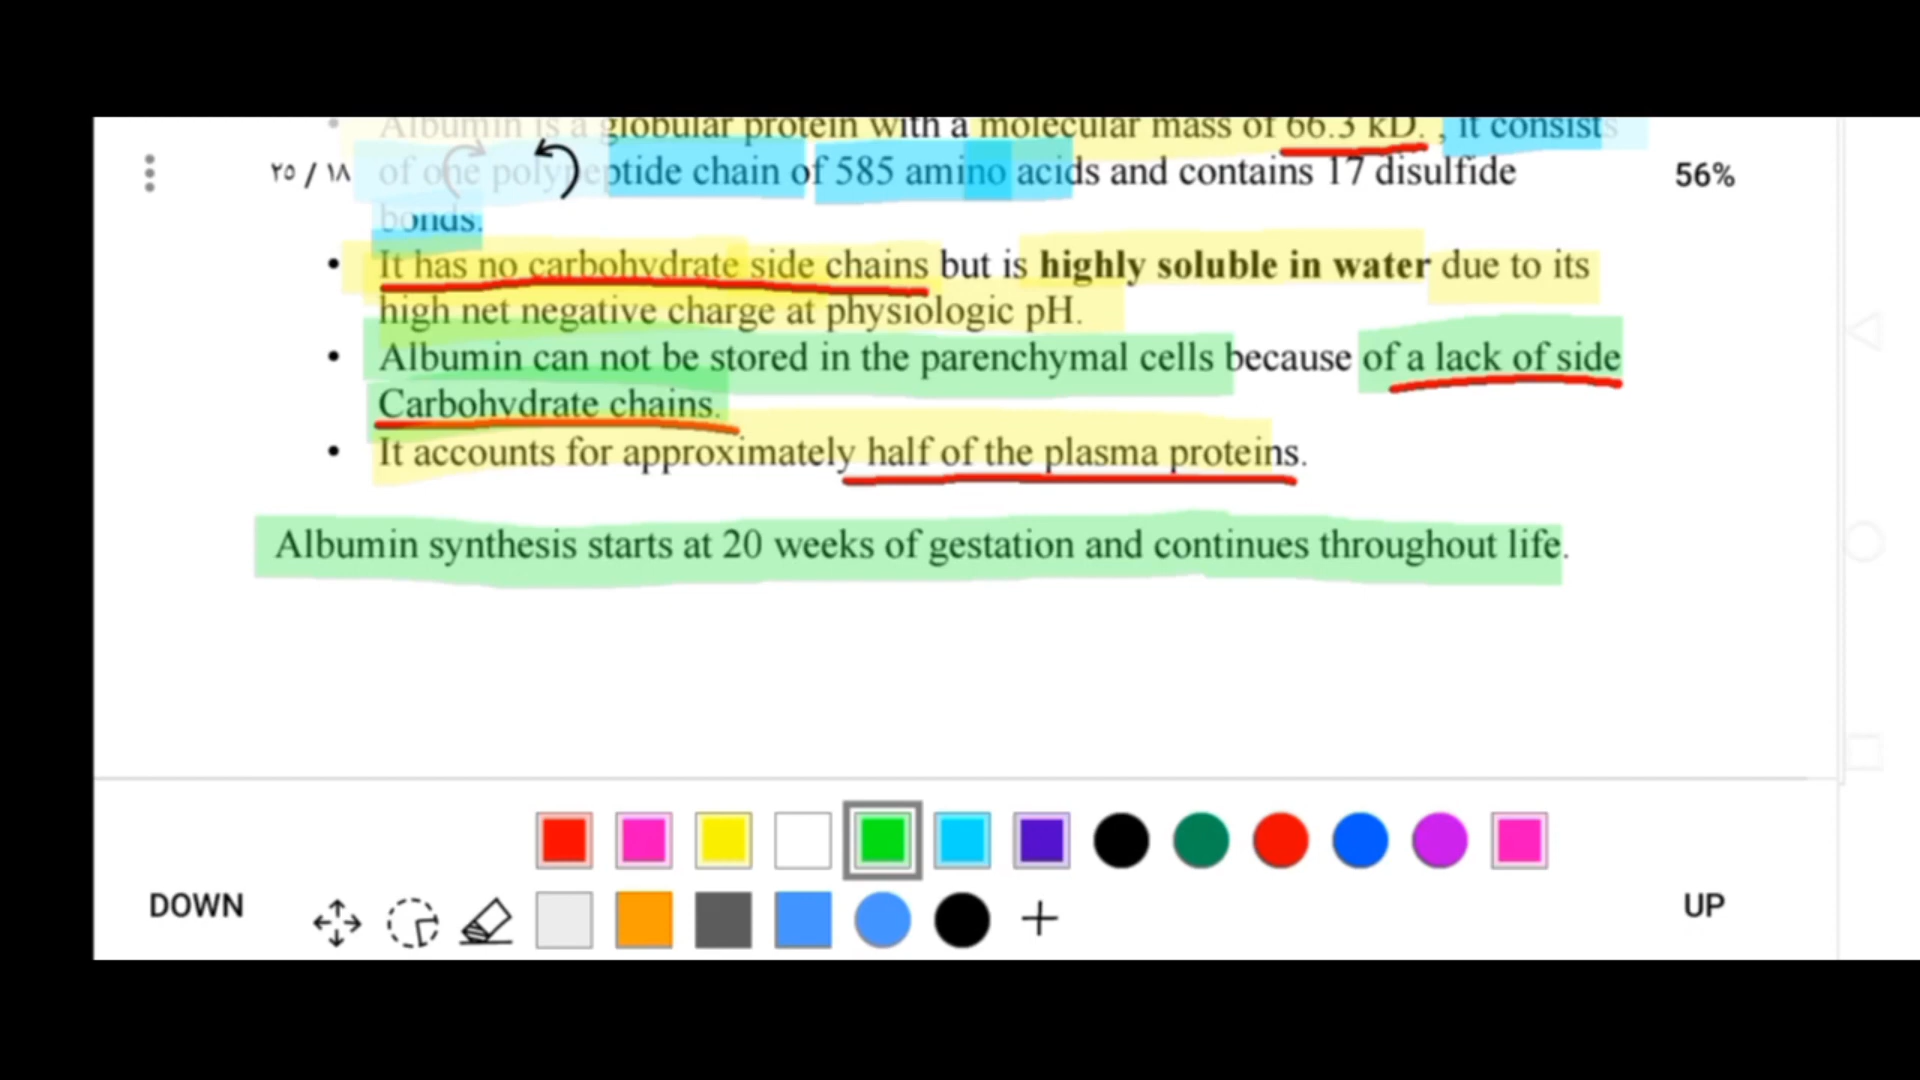 Albumin is a globular protein with a molecular mass of 66.3 kD. , it consists
٢٥ / ١٨ of one polypeptide chain of 585 amino acids and contains 17 disulfide 56%
bonds.
• It has no carbohydrate side chains but is highly soluble in water due to its
high net negative charge at physiologic pH.
• Albumin can not be stored in the parenchymal cells because of a lack of side
Carbohydrate chains.
• It accounts for approximately half of the plasma proteins.
Albumin synthesis starts at 20 weeks of gestation and continues throughout life.
DOWN UP